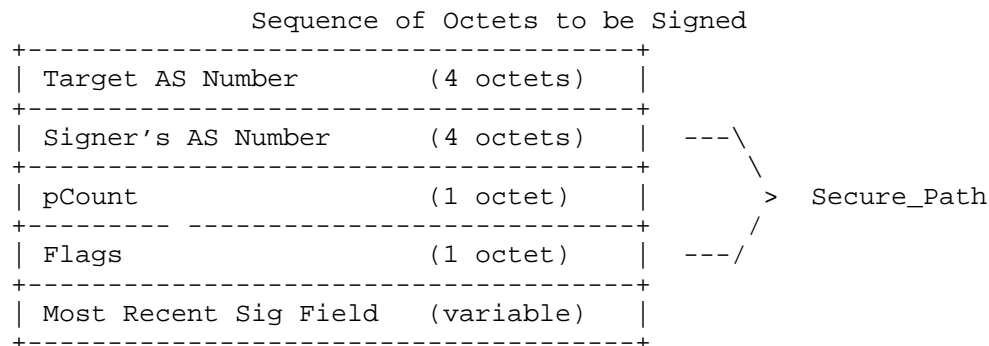 Sequence of Octets to be Signed
+--------------------------------------+
| Target AS Number       (4 octets)    |
+--------------------------------------+
| Signer's AS Number     (4 octets)    |  ---\
+--------------------------------------+      \
| pCount                 (1 octet)     |       >  Secure_Path
+--------- ----------------------------+      /
| Flags                  (1 octet)     |  ---/
+--------------------------------------+
| Most Recent Sig Field  (variable)    |
+--------------------------------------+